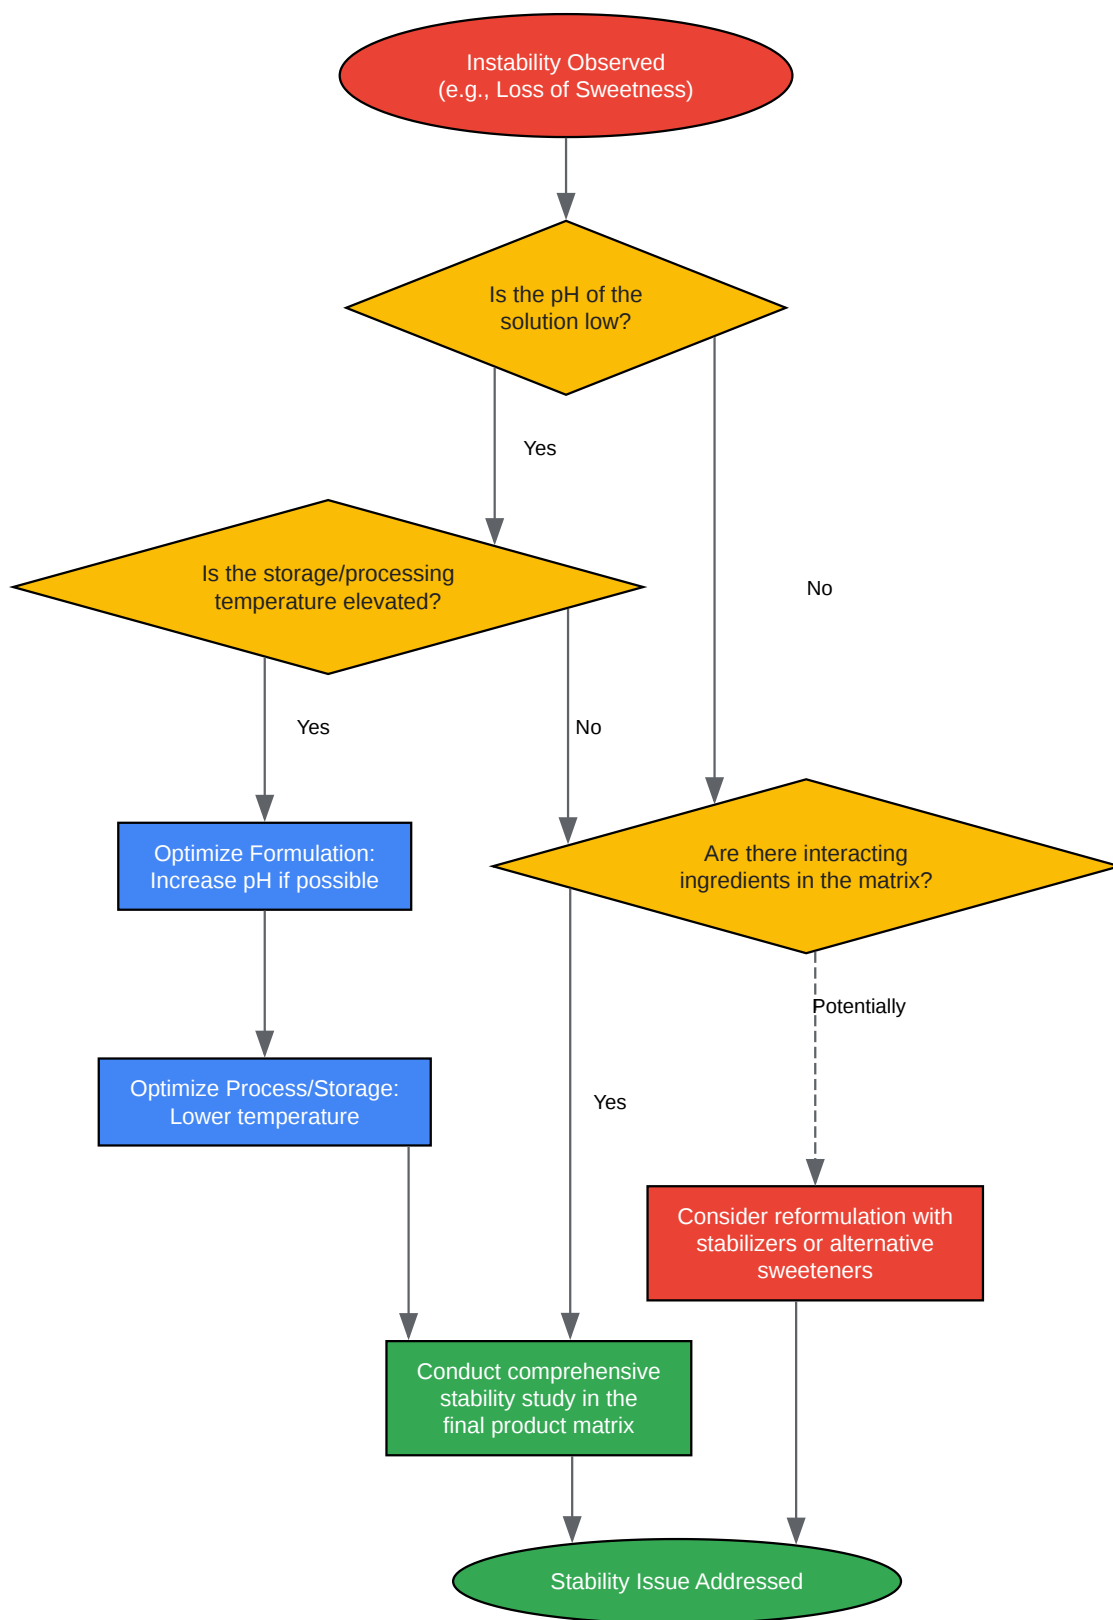 Instability Observed
(e.g., Loss of Sweetness)
Is the pH of the
solution low?
Yes
Is the storage/processing
temperature elevated?
No
Yes
No
Optimize Formulation:
Increase pH if possible
Are there interacting
ingredients in the matrix?
Potentially
Optimize Process/Storage:
Lower temperature
Yes
Consider reformulation with
stabilizers or alternative
sweeteners
Conduct comprehensive
stability study in the
final product matrix
Stability Issue Addressed